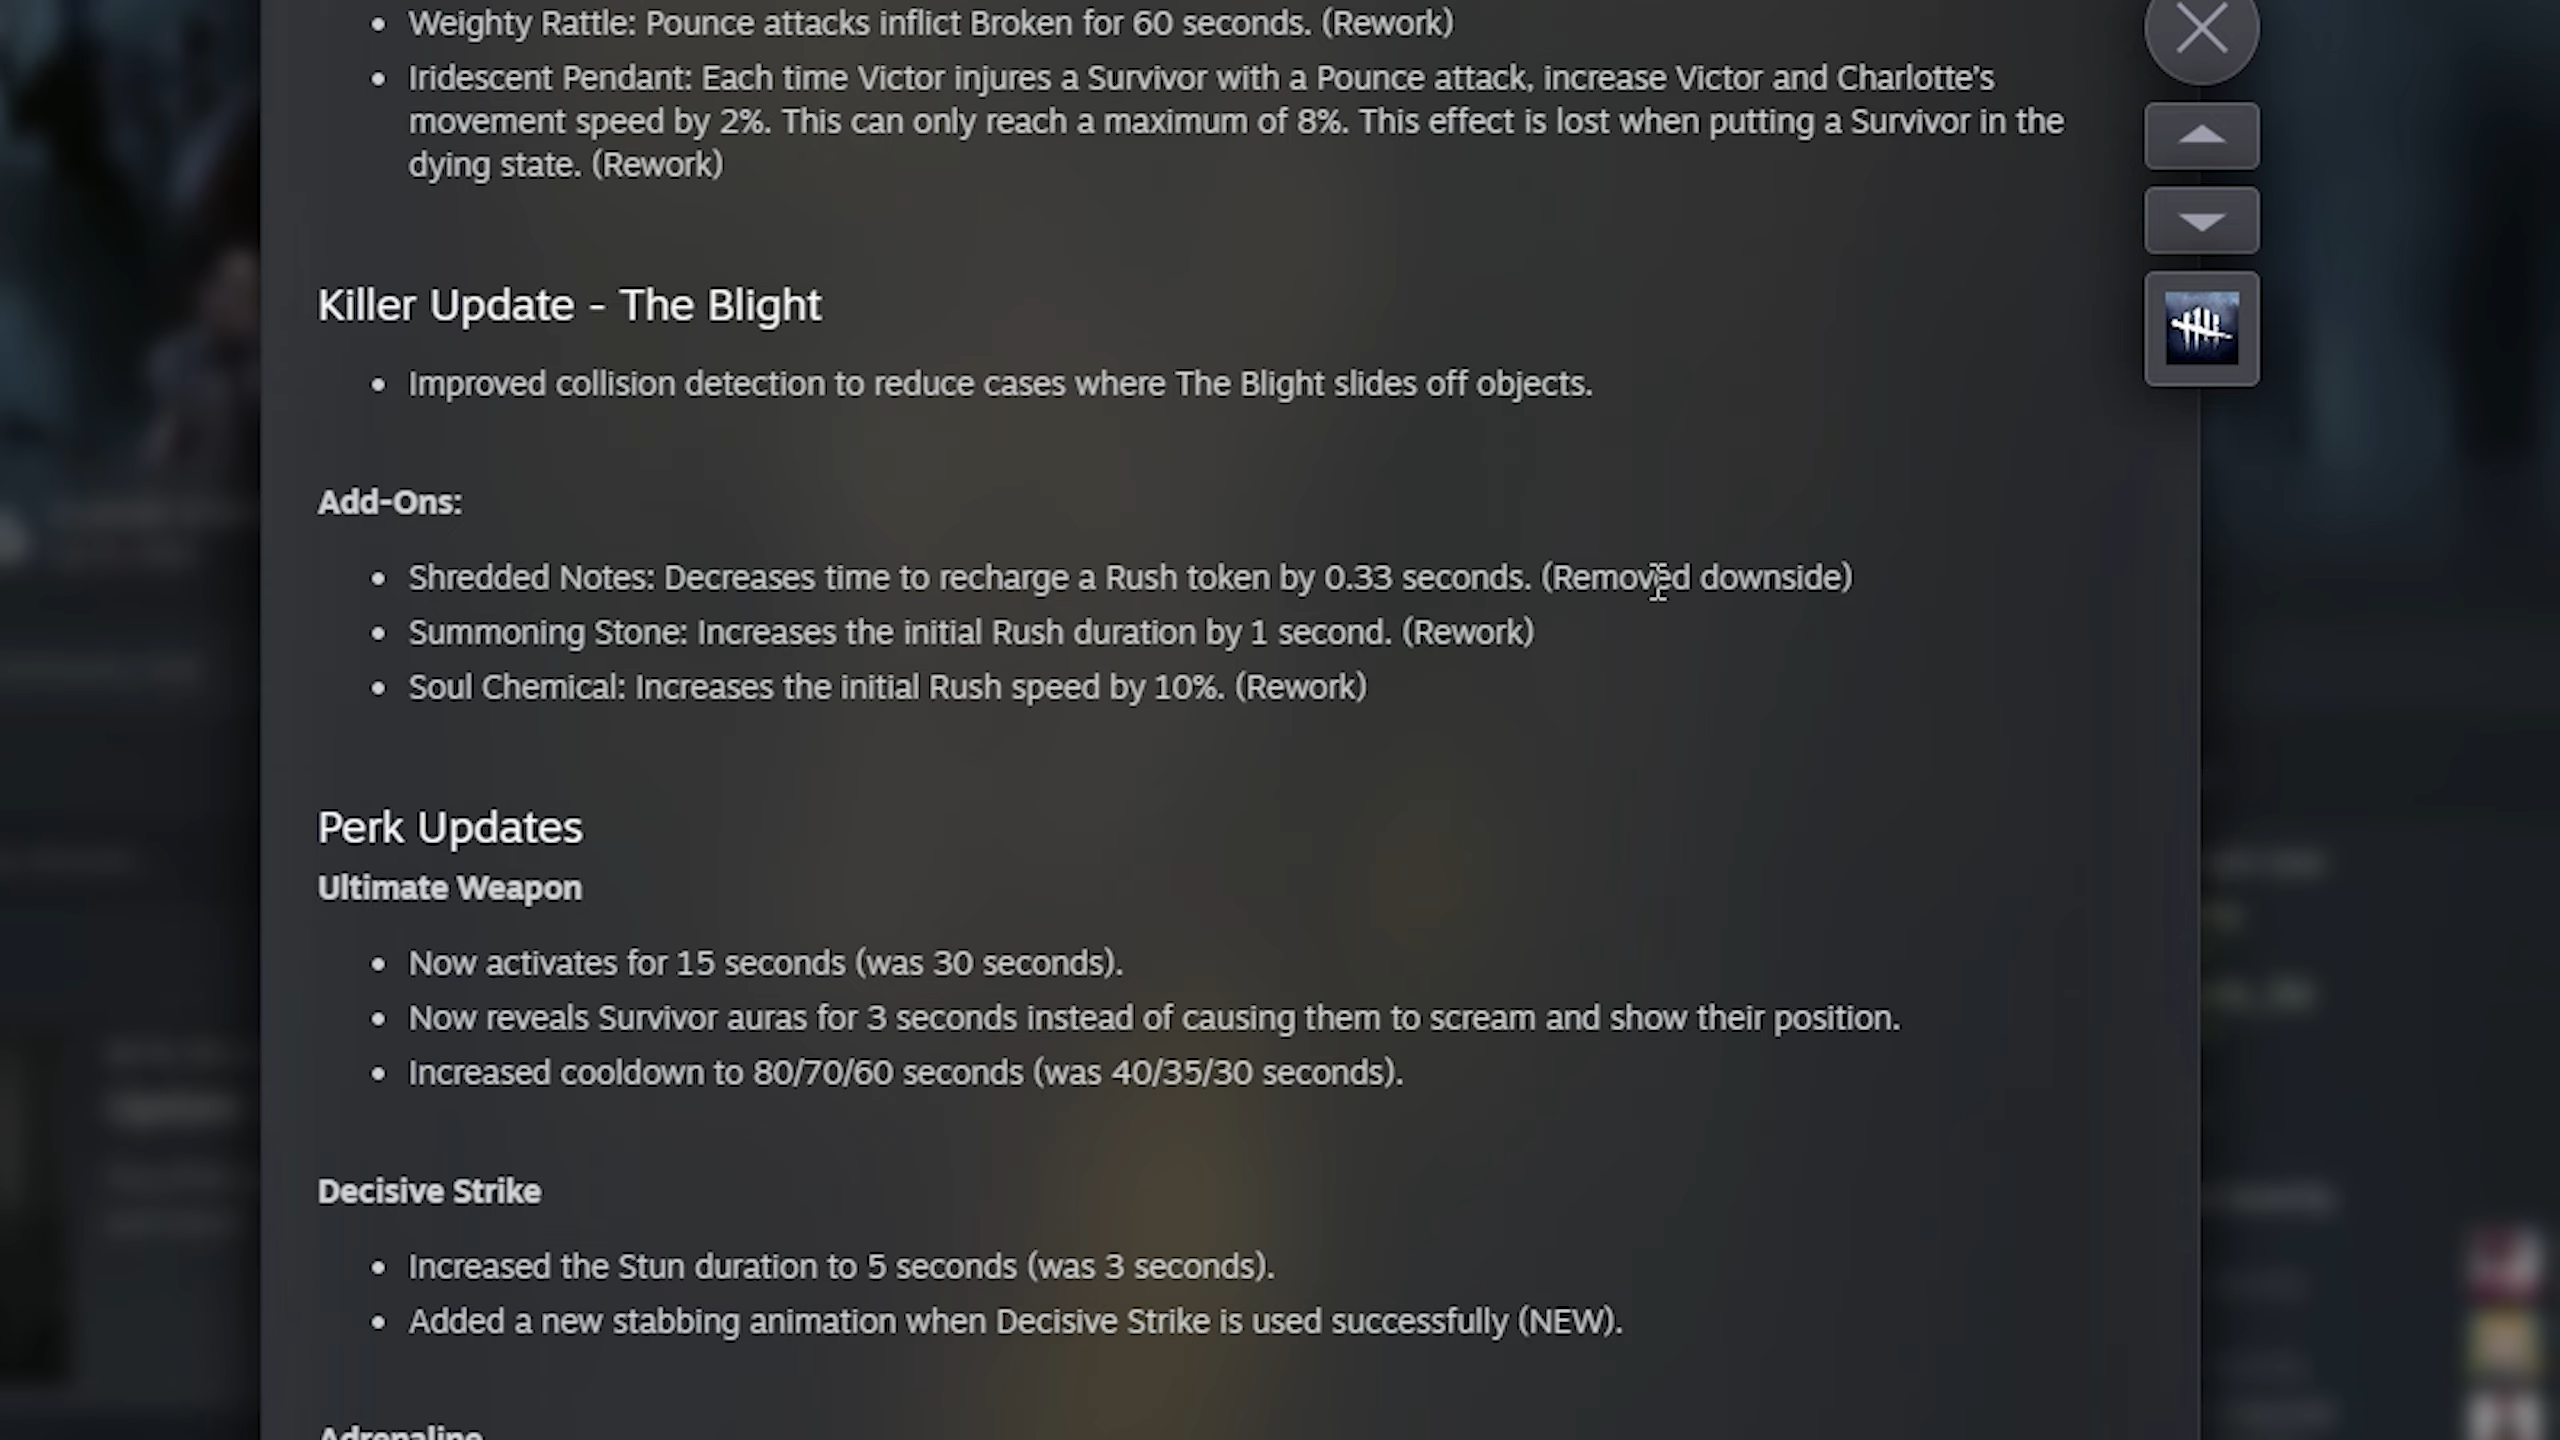 • Weighty Rattle: Pounce attacks inflict Broken for 60 seconds. (Rework)
• Iridescent Pendant: Each time Victor injures a Survivor with a Pounce attack, increase Victor and Charlotte's
movement speed by 2%. This can only reach a maximum of 8%. This effect is lost when putting a Survivor in the
dying state. (Rework)
Killer Update - The Blight
• Improved collision detection to reduce cases where The Blight slides off objects.
Add-Ons:
• Shredded Notes: Decreases time to recharge a Rush token by 0.33 seconds. (Removed downside)
• Summoning Stone: Increases the initial Rush duration by 1 second. (Rework)
• Soul Chemical: Increases the initial Rush speed by 10%. (Rework)
Perk Updates
Ultimate Weapon
• Now activates for 15 seconds (was 30 seconds).
• Now reveals Survivor auras for 3 seconds instead of causing them to scream and show their position.
• Increased cooldown to 80/70/60 seconds (was 40/35/30 seconds).
Decisive Strike
• Increased the Stun duration to 5 seconds (was 3 seconds).
• Added a new stabbing animation when Decisive Strike is used successfully (NEW).
Adrenaline